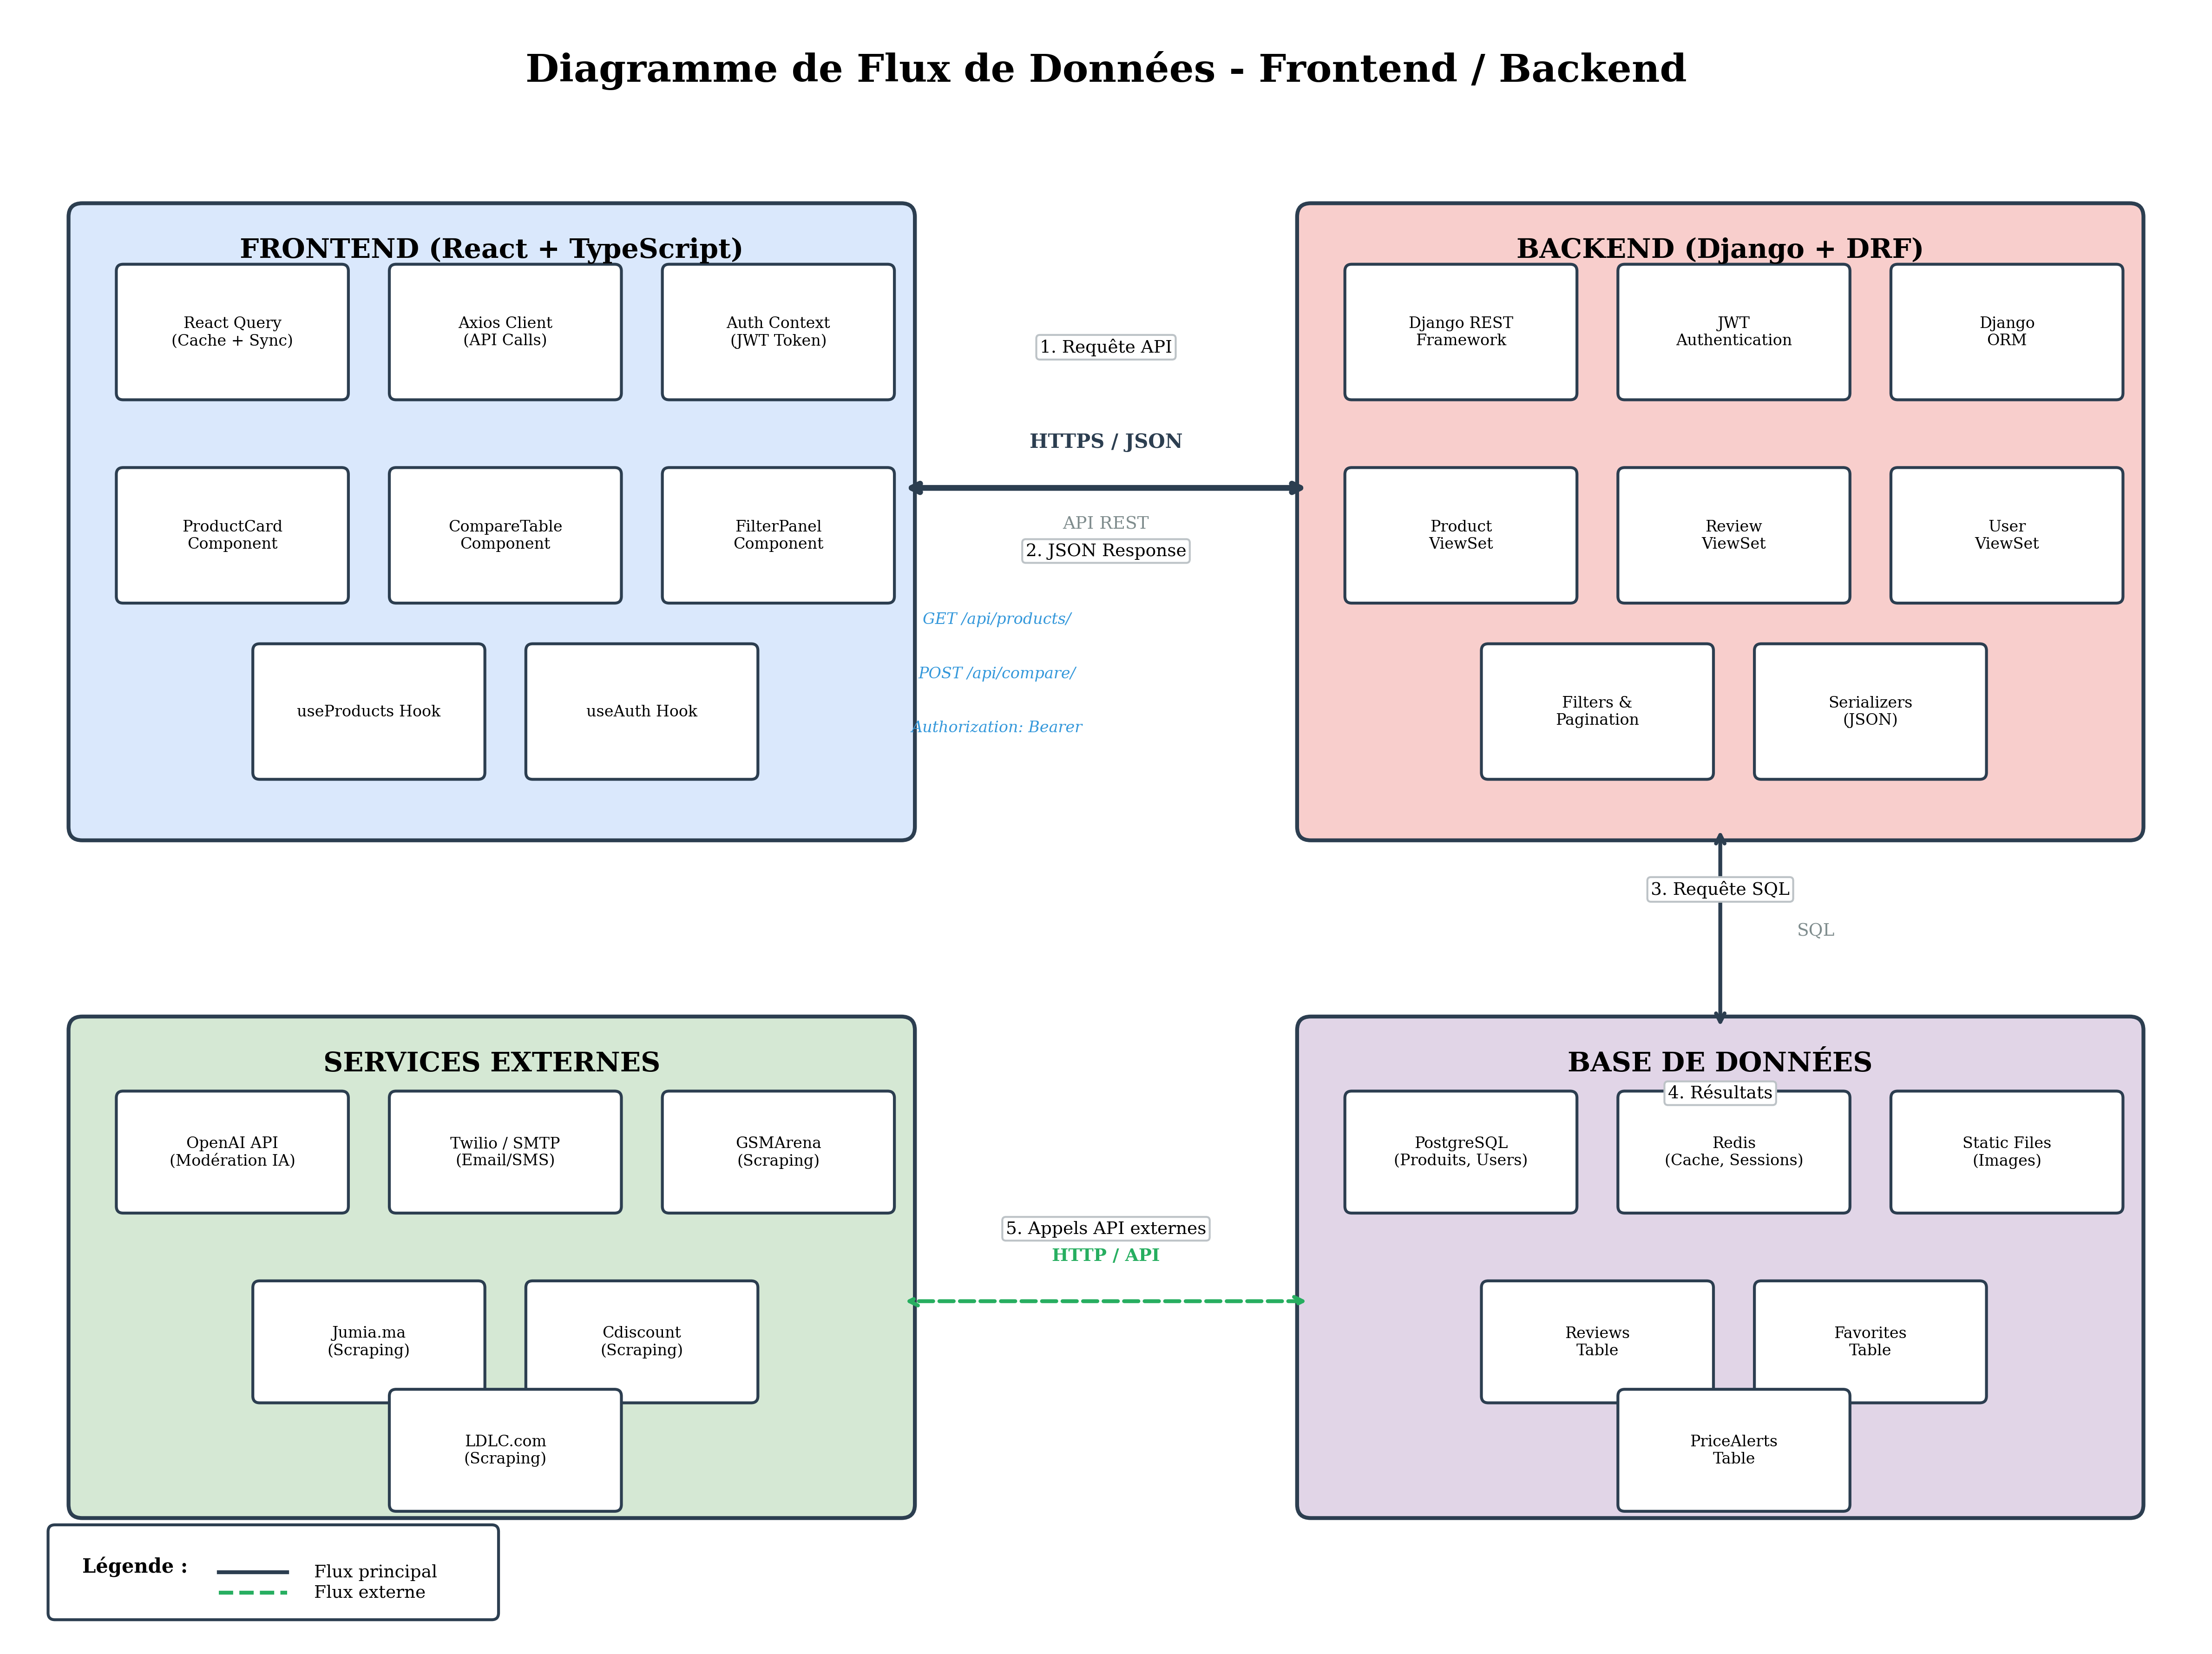 Diagramme de Flux de Données - Frontend / Backend
FRONTEND (React + TypeScript)
React Query
(Cache + Sync)
Axios Client
(API Calls)
Auth Context
(JWT Token)
ProductCard
Component
CompareTable
Component
FilterPanel
Component
useProducts Hook
useAuth Hook
1. Requête API
HTTPS / JSON
API REST
2. JSON Response
GET /api/products/
POST /api/compare/
Authorization: Bearer
BACKEND (Django + DRF)
Django REST
Framework
JWT
Authentication
Django
ORM
Product
ViewSet
Review
ViewSet
User
ViewSet
Filters &
Pagination
Serializers
(JSON)
3. Requête SQL
SQL
SERVICES EXTERNES
OpenAI API
(Modération IA)
Twilio / SMTP
(Email/SMS)
GSMArena
(Scraping)
Jumia.ma
(Scraping)
Cdiscount
(Scraping)
LDLC.com
(Scraping)
5. Appels API externes
HTTP / API
BASE DE DONNÉES
4. Résultats
PostgreSQL
(Produits, Users)
Redis
(Cache, Sessions)
Static Files
(Images)
Reviews
Table
Favorites
Table
PriceAlerts
Table
Légende :
Flux principal
Flux externe